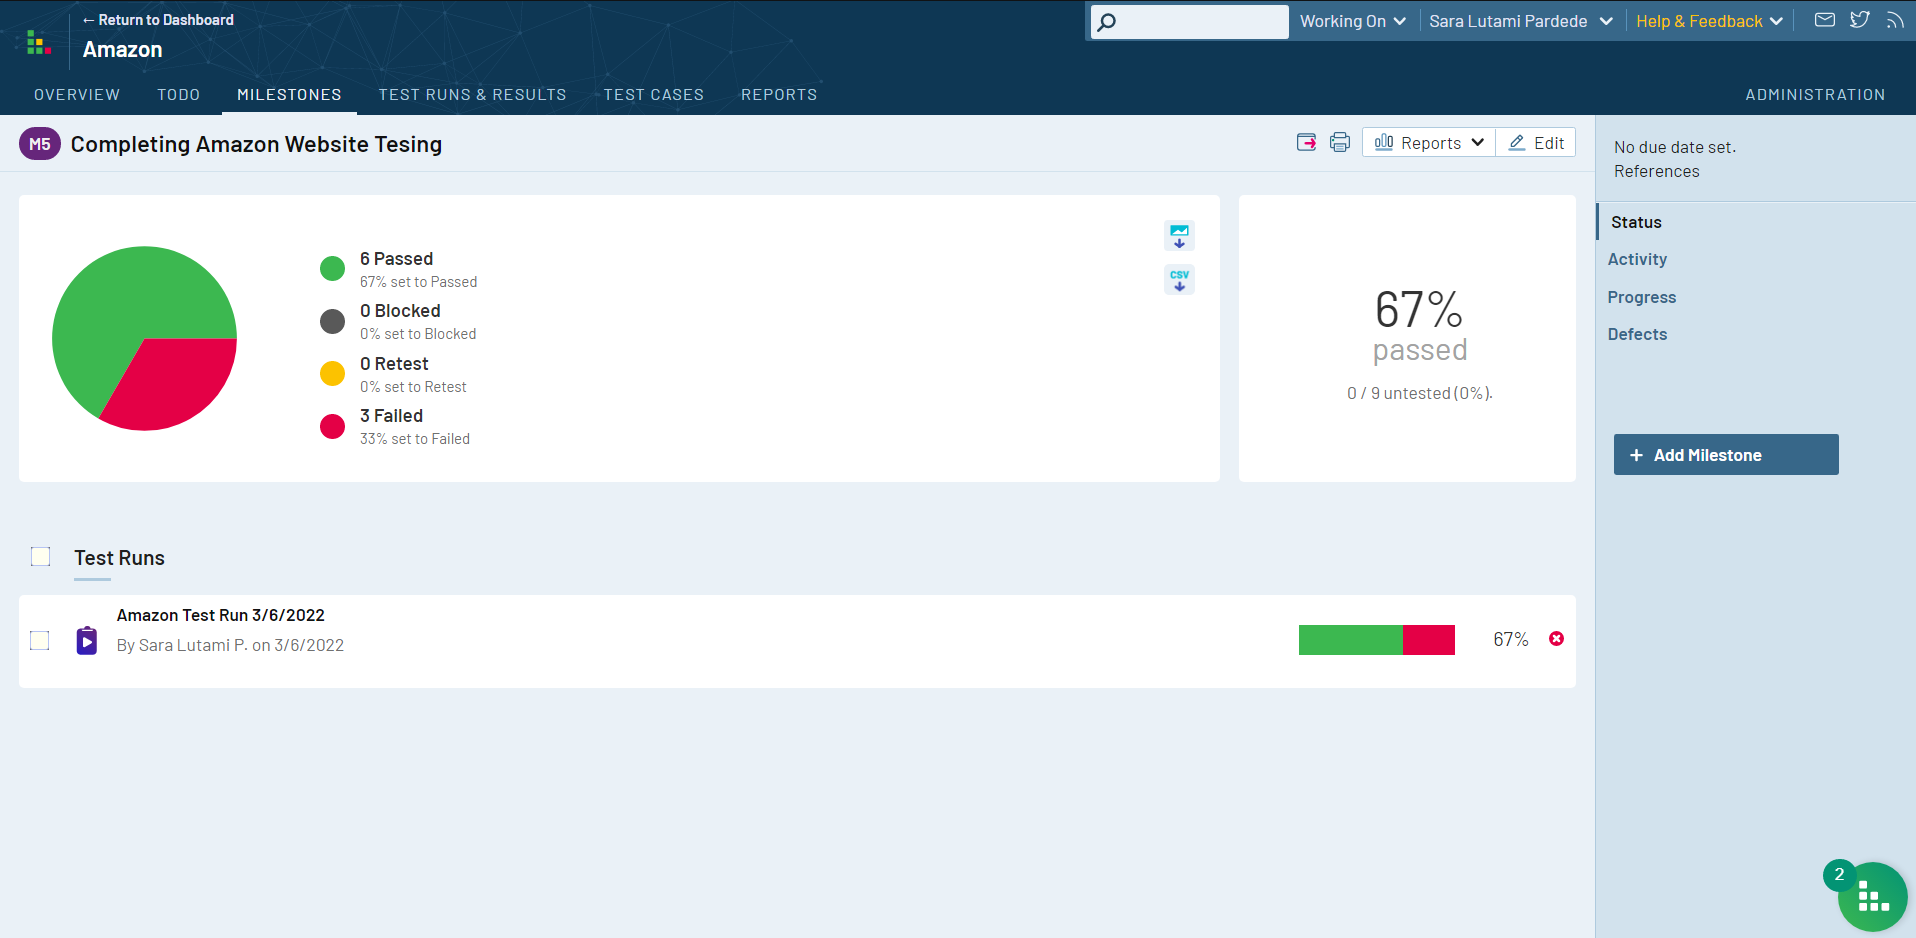 ← Return to Dashboard
Amazon
Working On
Sara Lutami Pardede
Help & Feedback
OVERVIEW
TODO
MILESTONES
TEST RUNS & RESULTS
TEST CASES
REPORTS
ADMINISTRATION
M5
Completing Amazon Website Tesing
Reports
Edit
6 Passed
67% set to Passed
0 Blocked
0% set to Blocked
0 Retest
0% set to Retest
3 Failed
33% set to Failed
CSV
67%
passed
0 / 9 untested (0%).
Test Runs
Amazon Test Run 3/6/2022
By Sara Lutami P. on 3/6/2022
67%
No due date set.
References
Status
Activity
Progress
Defects
+ Add Milestone
2